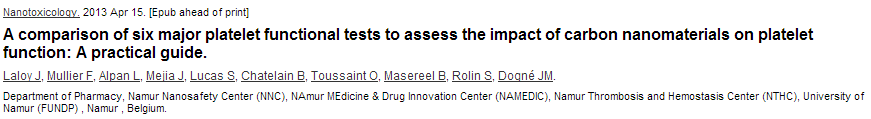 Nanotoxicology. 2013 Apr 15. [Epub ahead of print]
A comparison of six major platelet functional tests to assess the impact of carbon nanomaterials on platelet
function: A practical guide.
Laloy J, Mullier F, Alpan L, Mejia J, Lucas S, Chatelain B, Toussaint O, Masereel B, Rolin S, Dogné JM.
Department of Pharmacy, Namur Nanosafety Center (NNC), NAmur MEdicine & Drug Innovation Center (NAMEDIC), Namur Thrombosis and Hemostasis Center (NTHC), University of
Namur (FUNDP) , Namur , Belgium.